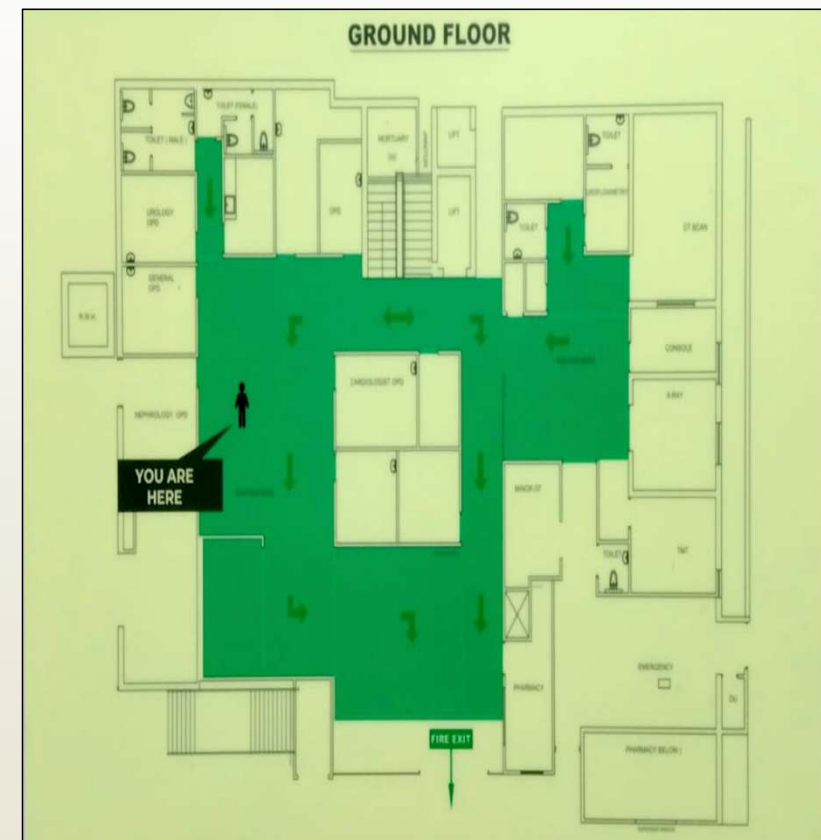 GROUND FLOOR
TOILET (FEMALE)
TOILET ( MALE )
MORTUARY
LIFT
TOILET
UROLOGY
OPD
OPD
LIFT
TOILET
CT SCAN
GENERAL
OPD
CONSOLE
CARDIOLOGIST OPD
X-RAY
NEPHROLOGY OPD
YOU ARE
HERE
MINOR OT
TOILET
TMT
EMERGENCY
PHARMACY
FIRE EXIT
PHARMACY BELOW )